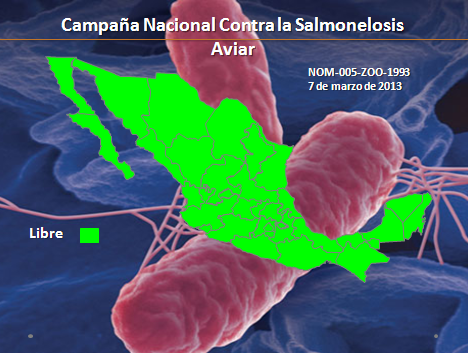 Campaña Nacional Contra la Salmonelosis
Aviar
NOM-005-ZOO-1993
7 de marzo de 2013
Libre